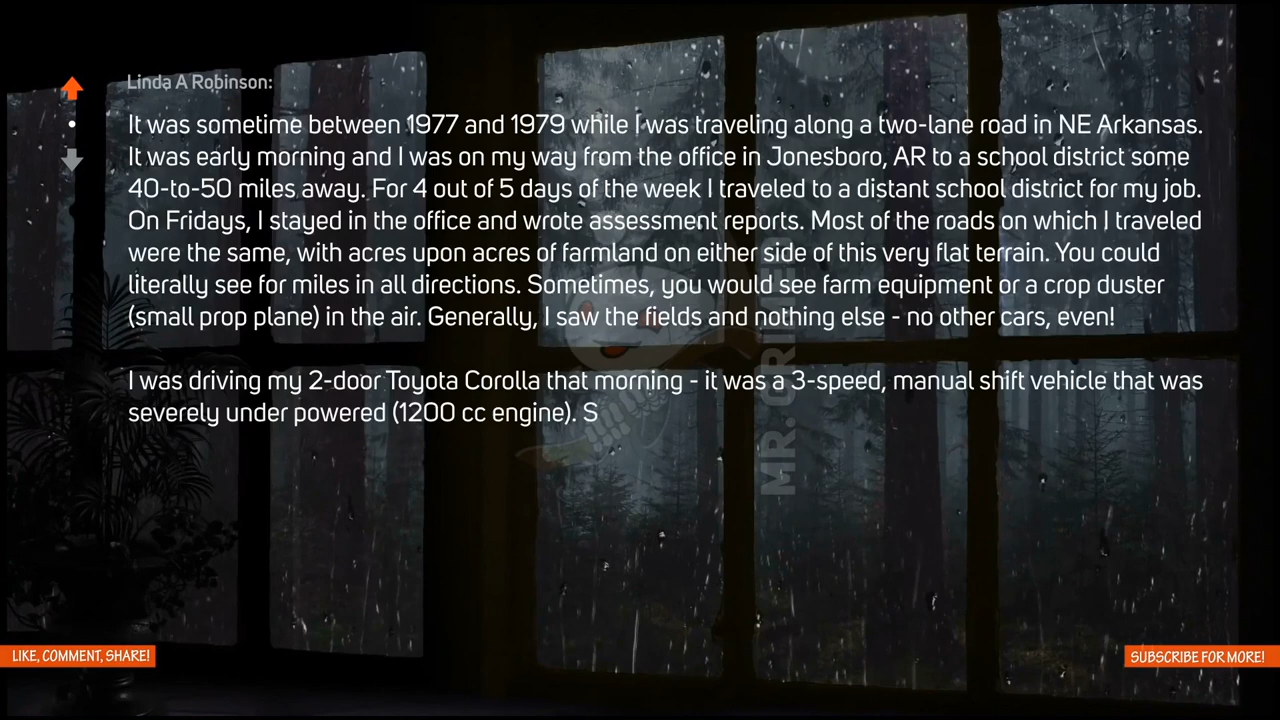 Linda A Robinson:
It was sometime between 1977 and 1979 while I was traveling along a two-lane road in NE Arkansas.
It was early morning and I was on my way from the office in Jonesboro, AR to a school district some
40-to-50 miles away. For 4 out of 5 days of the week I traveled to a distant school district for my job.
On Fridays, I stayed in the office and wrote assessment reports. Most of the roads on which I traveled
were the same, with acres upon acres of farmland on either side of this very flat terrain. You could
literally see for miles in all directions. Sometimes, you would see farm equipment or a crop duster
(small prop plane) in the air. Generally, I saw the fields and nothing else - no other cars, even!
I was driving my 2-door Toyota Corolla that morning - it was a 3-speed, manual shift vehicle that was
severely under powered (1200 cc engine). S
LIKE, COMMENT, SHARE!
SUBSCRIBE FOR MORE!